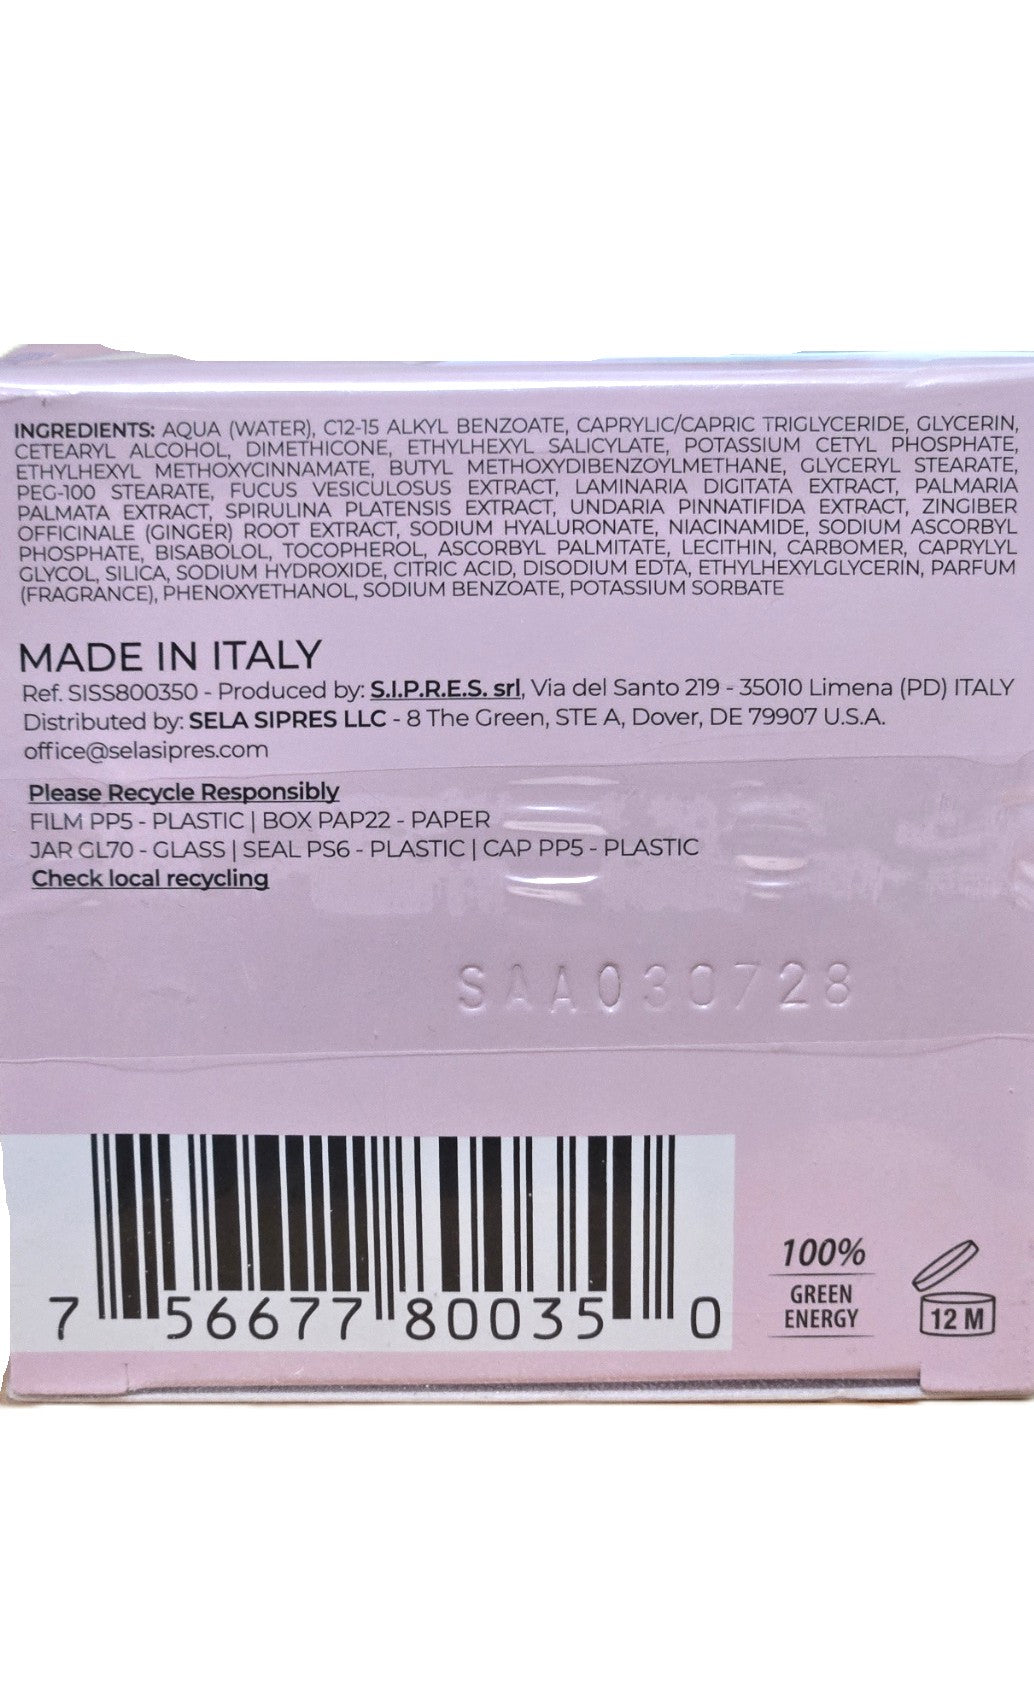 INGREDIENTS: AQUA (WATER), C12-15 ALKYL BENZOATE, CAPRYLIC/CAPRIC TRIGLYCERIDE, GLYCERIN,
CETEARYL ALCOHOL, DIMETHICONE, ETHYLHEXYL SALICYLATE, POTASSIUM CETYL PHOSPHATE,
ETHYLHEXYL METHOXYCINNAMATE, BUTYL METHOXYDIBENZOYLMETHANE, GLYCERYL STEARATE,
PEG-100 STEARATE, FUCUS VESICULOSUS EXTRACT, LAMINARIA DIGITATA EXTRACT, PALMARIA
PALMATA EXTRACT, SPIRULINA PLATENSIS EXTRACT, UNDARIA PINNATIFIDA EXTRACT, ZINGIBER
OFFICINALE (GINGER) ROOT EXTRACT, SODIUM HYALURONATE, NIACINAMIDE, SODIUM ASCORBYL
PHOSPHATE, BISABOLOL, TOCOPHEROL, ASCORBYL PALMITATE, LECITHIN, CARBOMER, CAPRYLYL
GLYCOL, SILICA, SODIUM HYDROXIDE, CITRIC ACID, DISODIUM EDTA, ETHYLHEXYLGLYCERIN, PARFUM
(FRAGRANCE), PHENOXYETHANOL, SODIUM BENZOATE, POTASSIUM SORBATE
MADE IN ITALY
Ref. SISS800350 - Produced by: S.I.P.R.E.S. srl, Via del Santo 219 - 35010 Limena (PD) ITALY
Distributed by: SELA SIPRES LLC - 8 The Green, STE A, Dover, DE 79907 U.S.A.
office@selasipres.com
Please Recycle Responsibly
FILM PP5 - PLASTIC | BOX PAP22 - PAPER
JAR GL70 - GLASS | SEAL PS6 - PLASTIC | CAP PP5 - PLASTIC
Check local recycling
SAA030728
7 56677 80035 0
100%
GREEN
ENERGY
12 M